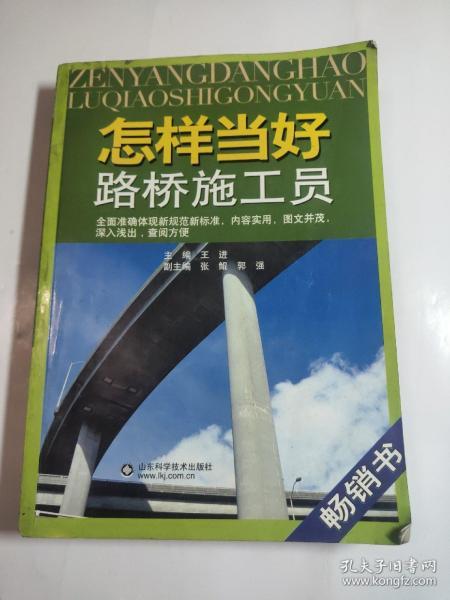 ZENYANGDANGHAO
LUQIAOSHIGONGYUAN
怎样当好
路桥施工员
全面准确体现新规范新标准,内容实用,图文并茂,
深入浅出,查阅方便
主 编 王 进
副主编 张 鲲 郭 强
山东科学技术出版社
www.lkj.com.cn
畅销书
孔夫子旧书网
www.kongfz.com